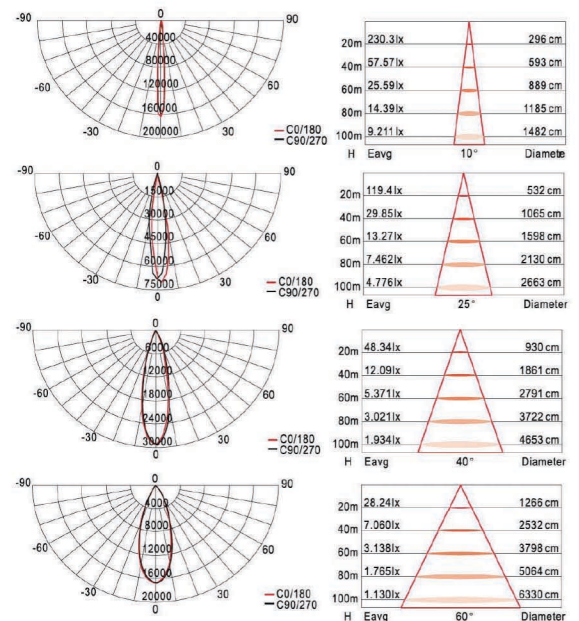 0
-90 90
40000
80000
120000
160000
200000
-60 60
-30 30
0
C0/180
C90/270
20m 230.3lx 296 cm
40m 57.57lx 593 cm
60m 25.59lx 889 cm
80m 14.39lx 1185 cm
100m 9.211lx 1482 cm
H Eavg 10° Diamete
0
-90 90
15000
30000
45000
60000
75000
-60 60
-30 30
0
C0/180
C90/270
20m 119.4lx 532 cm
40m 29.85lx 1065 cm
60m 13.27lx 1598 cm
80m 7.462lx 2130 cm
100m 4.776lx 2663 cm
H Eavg 25° Diameter
0
-90 90
6000
12000
18000
24000
30000
-60 60
-30 30
0
C0/180
C90/270
20m 48.34lx 930 cm
40m 12.09lx 1861 cm
60m 5.371lx 2791 cm
80m 3.021lx 3722 cm
100m 1.934lx 4653 cm
H Eavg 40° Diameter
0
-90 90
4000
8000
12000
16000
20000
-60 60
-30 30
0
C0/180
C90/270
20m 28.24lx 1266 cm
40m 7.060lx 2532 cm
60m 3.138lx 3798 cm
80m 1.765lx 5064 cm
100m 1.130lx 6330 cm
H Eavg 60° Diameter